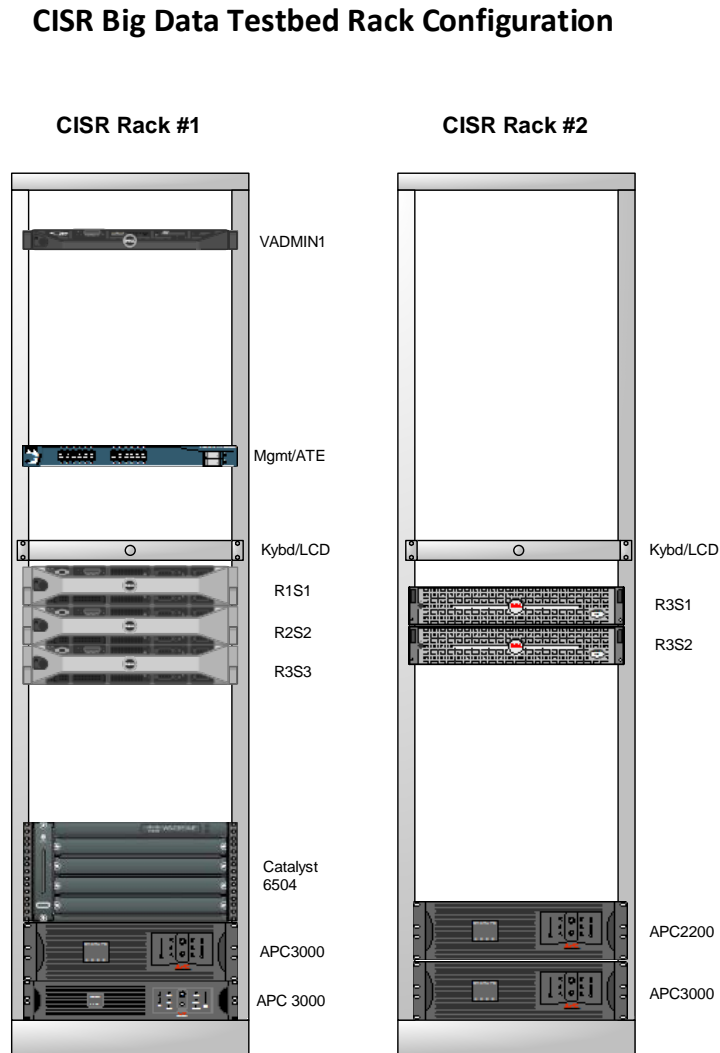 CISR Big Data Testbed Rack Configuration
CISR Rack #1
VADMIN1
Mgmt/ATE
Kybd/LCD
R1S1
R2S2
R3S3
Catalyst
6504
APC3000
APC 3000
CISR Rack #2
Kybd/LCD
R3S1
R3S2
APC2200
APC3000